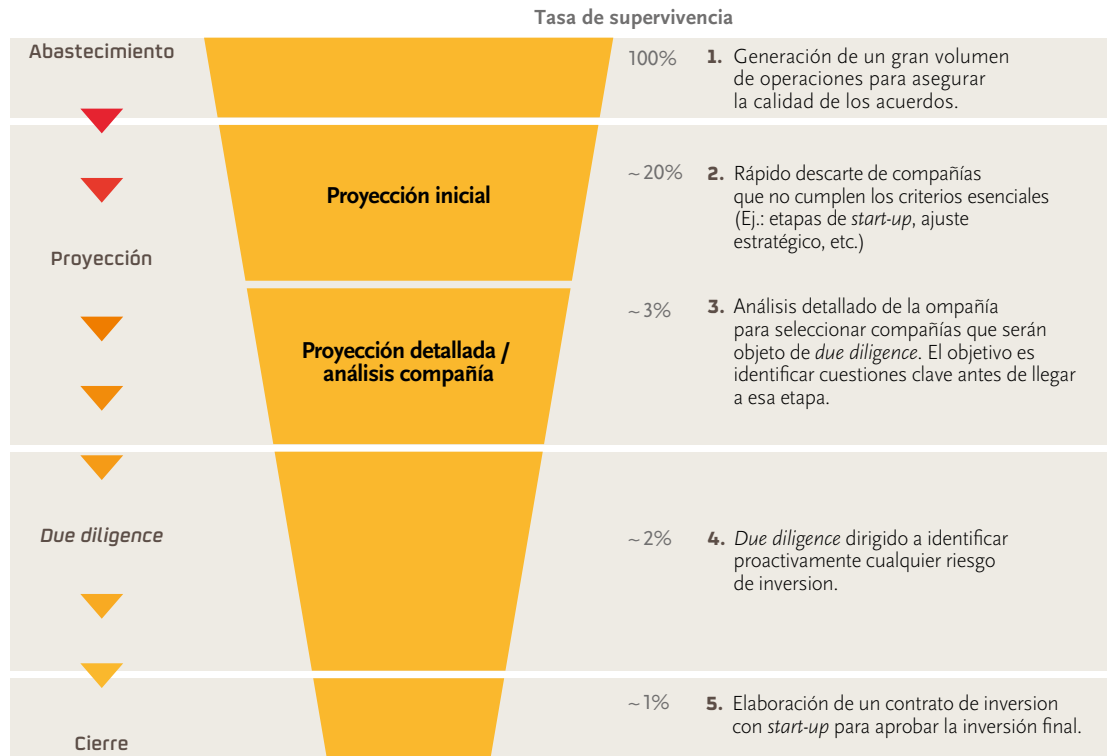 Tasa de supervivencia
Abastecimiento
100%
1. Generación de un gran volumen
de operaciones para asegurar
la calidad de los acuerdos.
Proyección
Proyección inicial
~20%
2. Rápido descarte de compañías
que no cumplen los criterios esenciales
(Ej.: etapas de start-up, ajuste
estratégico, etc.)
Proyección detallada /
análisis compañía
~3%
3. Análisis detallado de la ompañía
para seleccionar compañías que serán
objeto de due diligence. El objetivo es
identificar cuestiones clave antes de llegar
a esa etapa.
Due diligence
~2%
4. Due diligence dirigido a identificar
proactivamente cualquier riesgo
de inversion.
Cierre
~1%
5. Elaboración de un contrato de inversion
con start-up para aprobar la inversión final.